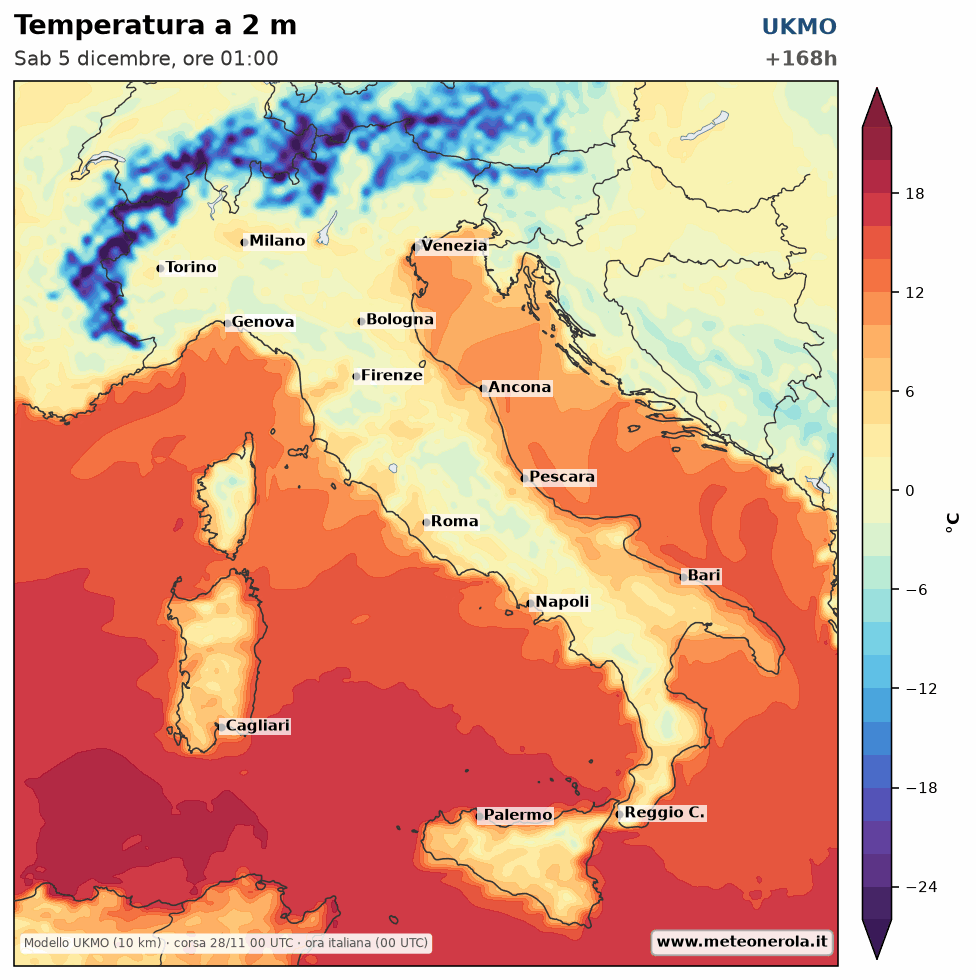 Temperatura a 2 m
UKMO
Sab 5 dicembre, ore 01:00
+168h
Milano
Venezia
Torino
Genova
Bologna
Firenze
Ancona
Pescara
Roma
Bari
Napoli
Cagliari
Palermo
Reggio C.
18
12
6
0
−6
−12
−18
−24
°C
Modello UKMO (10 km) · corsa 28/11 00 UTC · ora italiana (00 UTC)
www.meteonerola.it